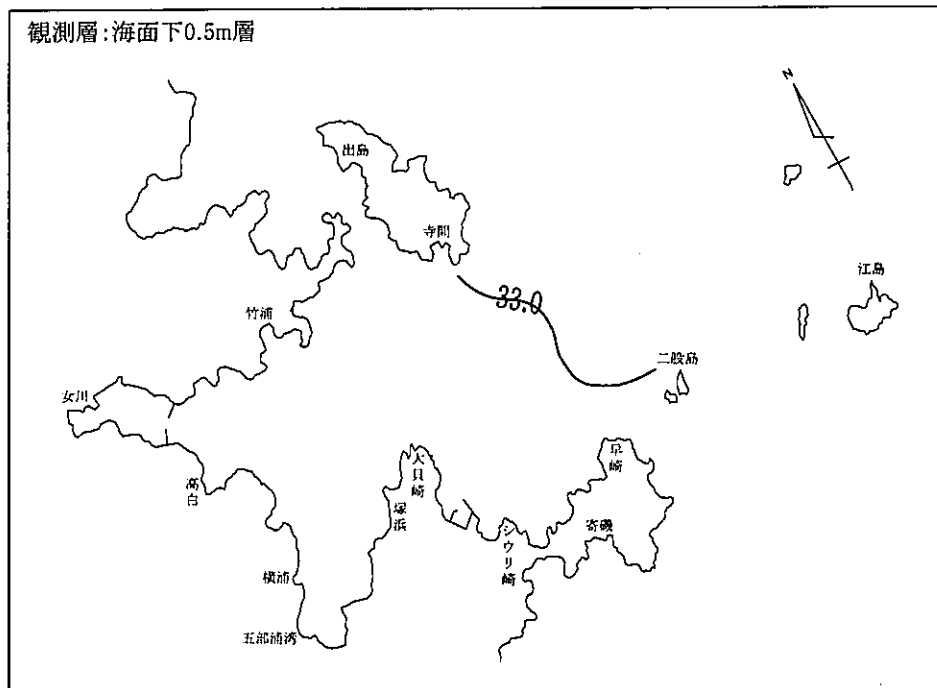 観測層:海面下0.5m層
N
出島
寺間
33.0
江島
竹浦
二股島
女川
高白
大貝崎
塚浜
早崎
寄磯
シウリ崎
横浦
五部浦湾